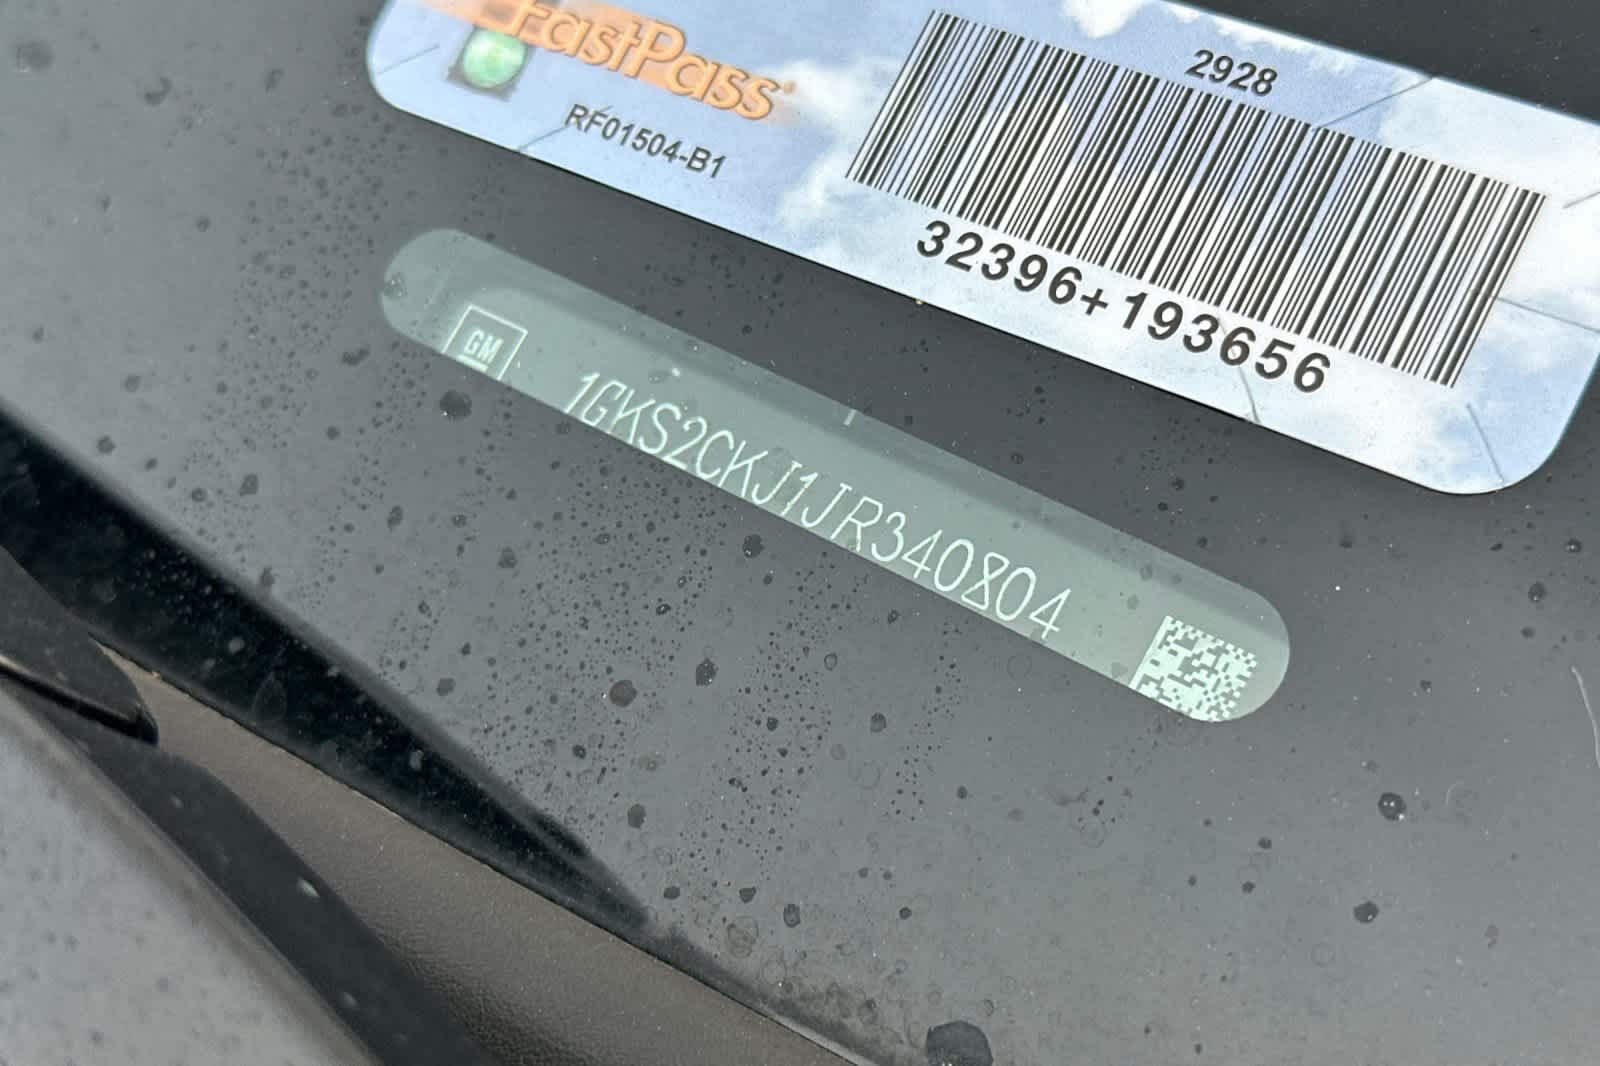 FastPass
RF01504-B1
2928
32396+193656
GM
1GKS2CKJ1JR340804